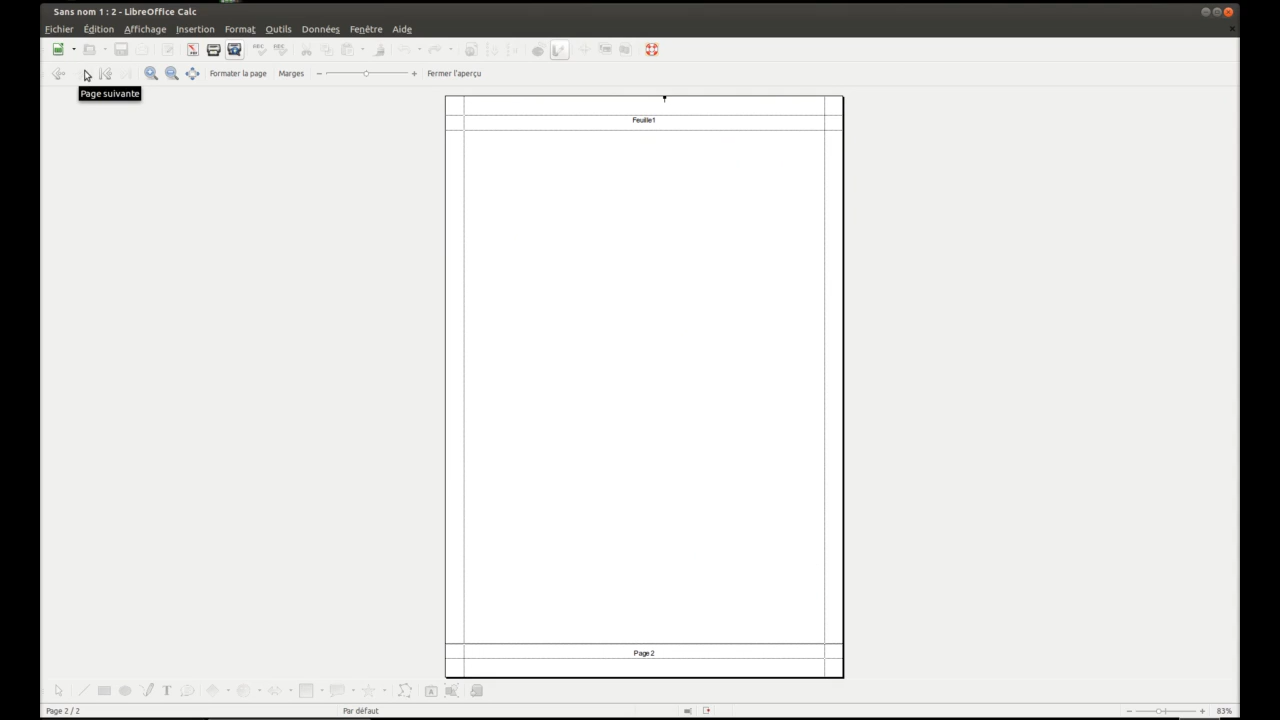 Sans nom 1 : 2 - LibreOffice Calc
Fichier Édition Affichage Insertion Format Outils Données Fenêtre Aide
Formater la page Marges Fermer l'aperçu
Page suivante
Feuille1
Page 2
Page 2 / 2 Par défaut 83%